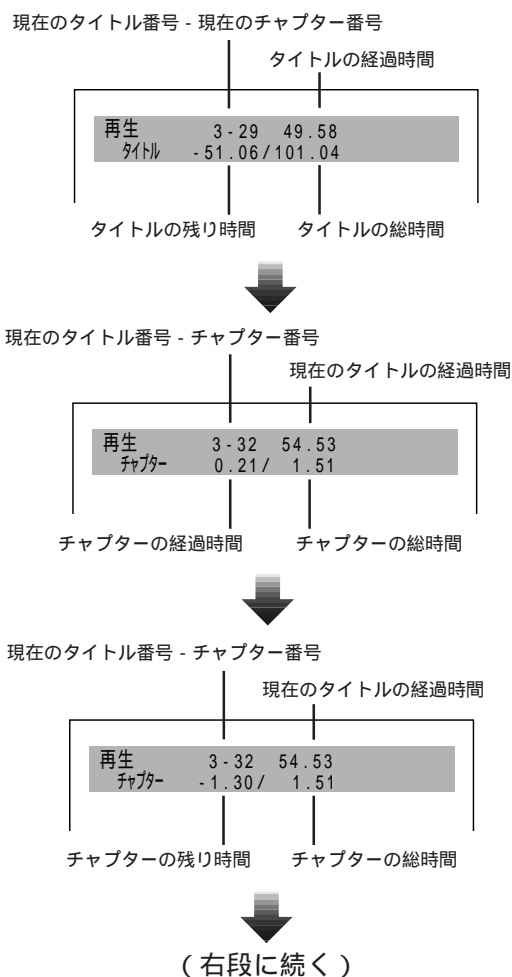 現在のタイトル番号 - 現在のチャプター番号
タイトルの経過時間
再生 3-29 49.58
タイトル -51.06/101.04
タイトルの残り時間 タイトルの総時間
現在のタイトル番号 - チャプター番号
現在のタイトルの経過時間
再生 3-32 54.53
チャプター 0.21/ 1.51
チャプターの経過時間 チャプターの総時間
現在のタイトル番号 - チャプター番号
現在のタイトルの経過時間
再生 3-32 54.53
チャプター -1.30/ 1.51
チャプターの残り時間 チャプターの総時間
(右段に続く)